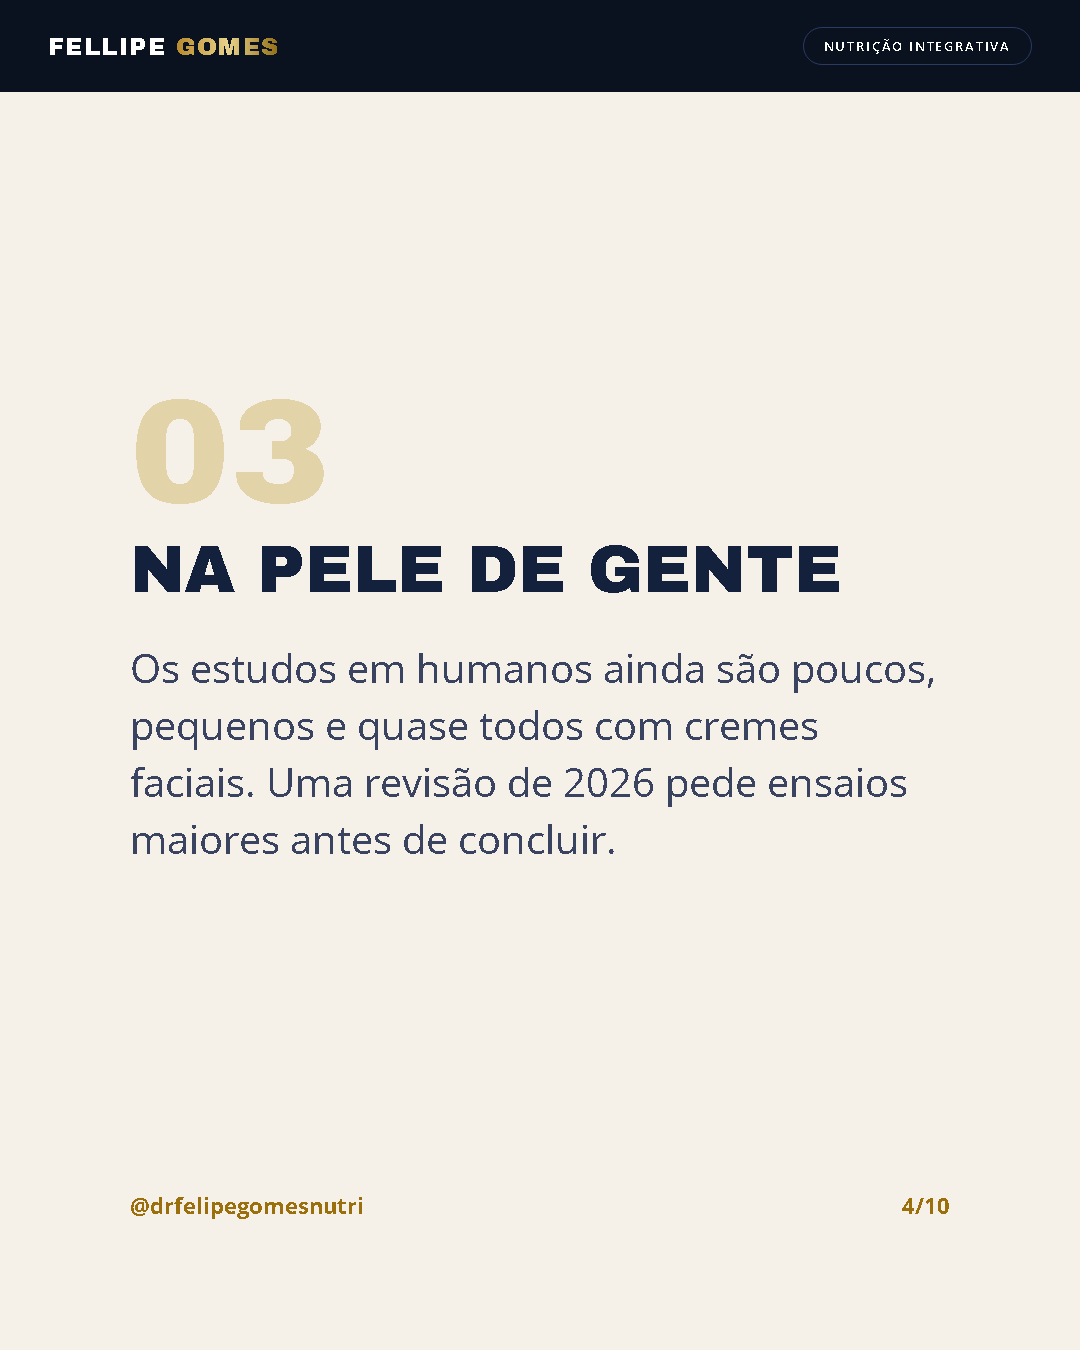 FELLIPE GOMES
NUTRIÇÃO INTEGRATIVA
03
NA PELE DE GENTE
Os estudos em humanos ainda são poucos,
pequenos e quase todos com cremes
faciais. Uma revisão de 2026 pede ensaios
maiores antes de concluir.
@drfelipegomesnutri
4/10